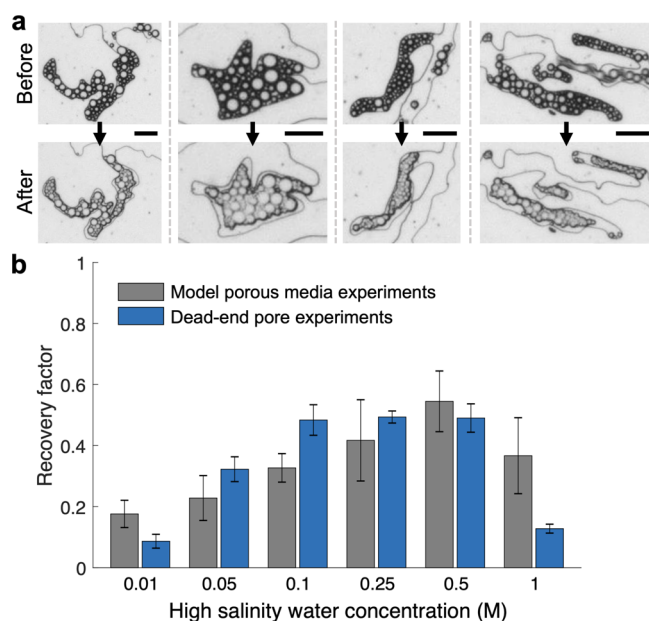 a
Before
After
b
1
0.8
0.6
0.4
0.2
0
Recovery factor
Model porous media experiments
Dead-end pore experiments
0.01 0.05 0.1 0.25 0.5 1
High salinity water concentration (M)